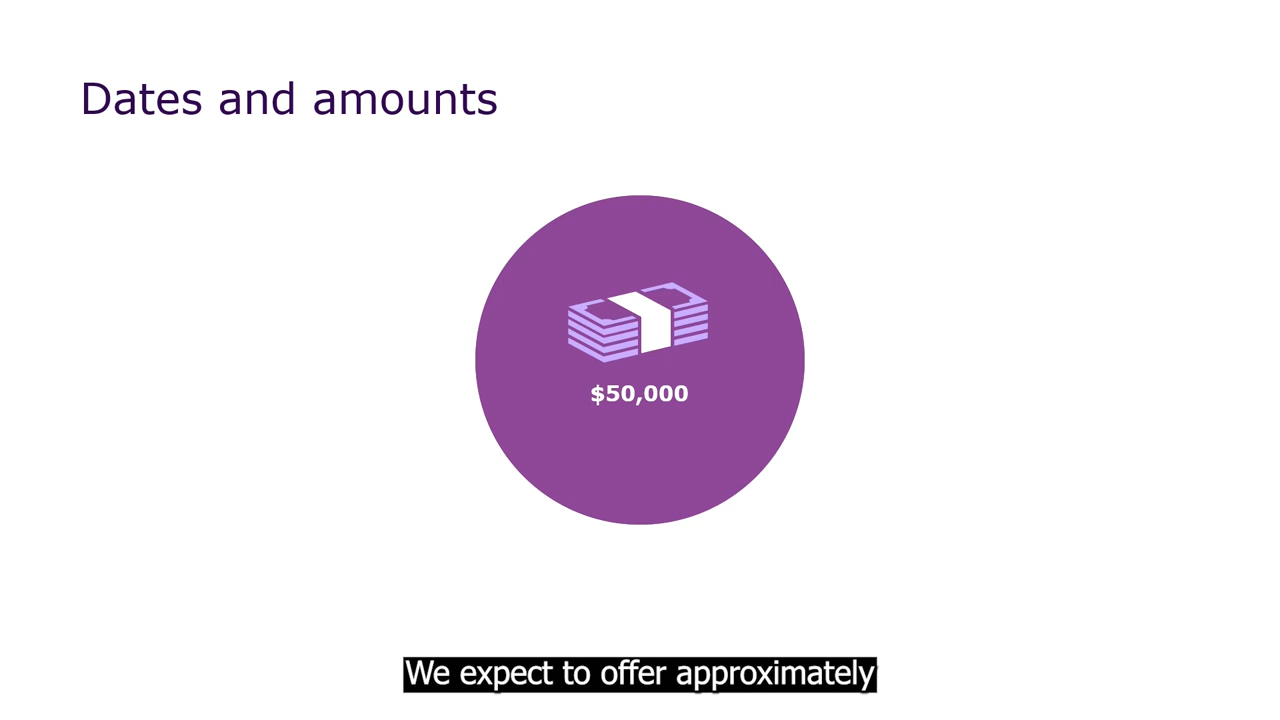 Dates and amounts
$50,000
We expect to offer approximately